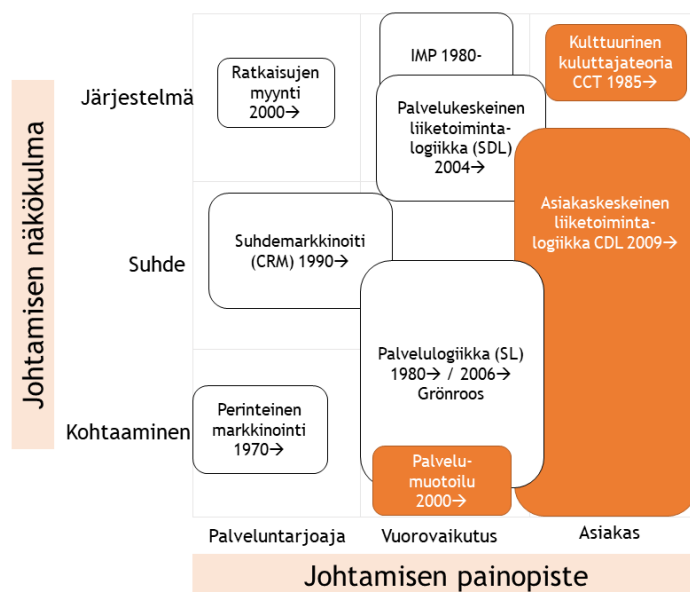 Johtamisen näkökulma
Järjestelmä
Suhde
Kohtaaminen
Ratkaisujen
myynti
2000→
IMP 1980-
Kulttuurinen
kuluttajateoria
CCT 1985→
Palvelukeskeinen
liiketoiminta-
logiikka (SDL)
2004→
Asiakaskeskeinen
liiketoiminta-
logiikka CDL 2009→
Suhdemarkkinoiti
(CRM) 1990→
Palvelulogiikka (SL)
1980→ / 2006→
Grönroos
Perinteinen
markkinointi
1970→
Palvelu-
muotoilu
2000→
Palveluntarjoaja
Vuorovaikutus
Asiakas
Johtamisen painopiste